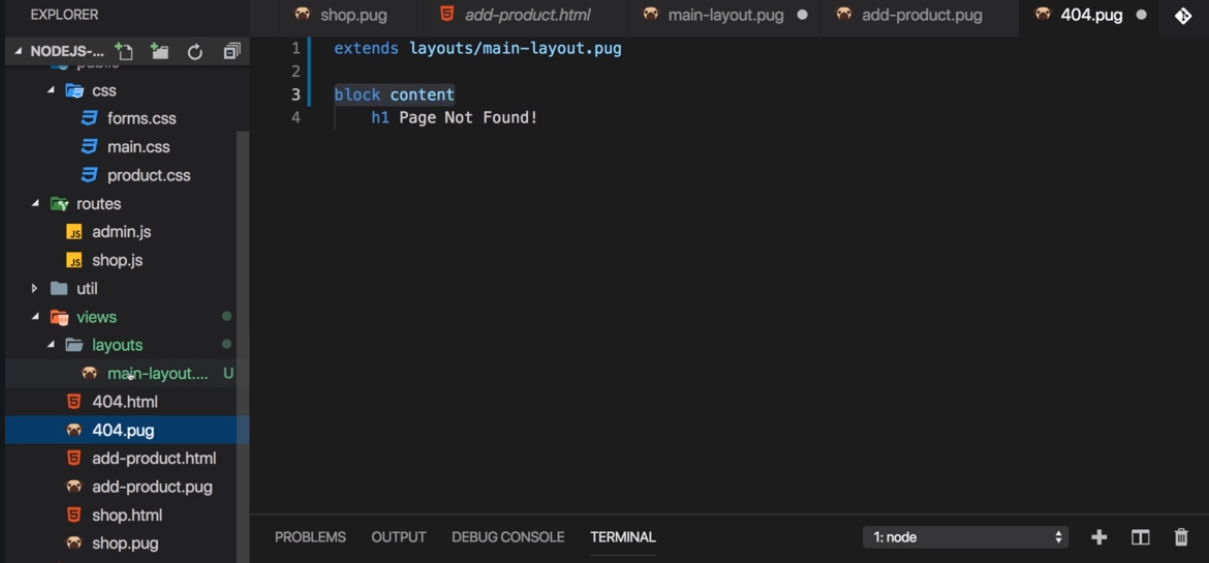 EXPLORER
shop.pug
add-product.html
main-layout.pug
add-product.pug
404.pug
NODEJS-...
public
css
forms.css
main.css
product.css
routes
JS admin.js
JS shop.js
util
views
layouts
main-layout.... U
404.html
404.pug
add-product.html
add-product.pug
shop.html
shop.pug
1 extends layouts/main-layout.pug
2
3 block content
4 h1 Page Not Found!
PROBLEMS OUTPUT DEBUG CONSOLE TERMINAL
1: node